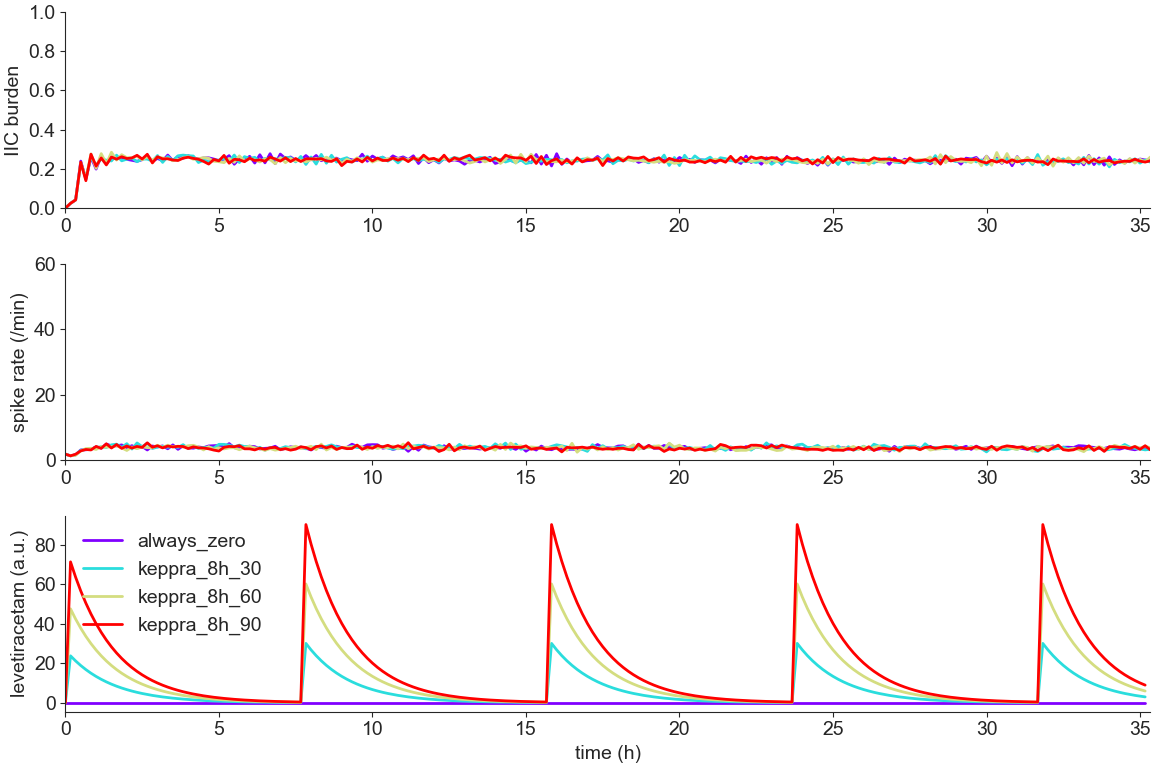 1.0
0.8
0.6
0.4
0.2
0.0
IIC burden
0 5 10 15 20 25 30 35
60
40
20
0
spike rate (/min)
0 5 10 15 20 25 30 35
80
60
40
20
0
levetiracetam (a.u.)
always_zero
keppra_8h_30
keppra_8h_60
keppra_8h_90
0 5 10 15 20 25 30 35
time (h)